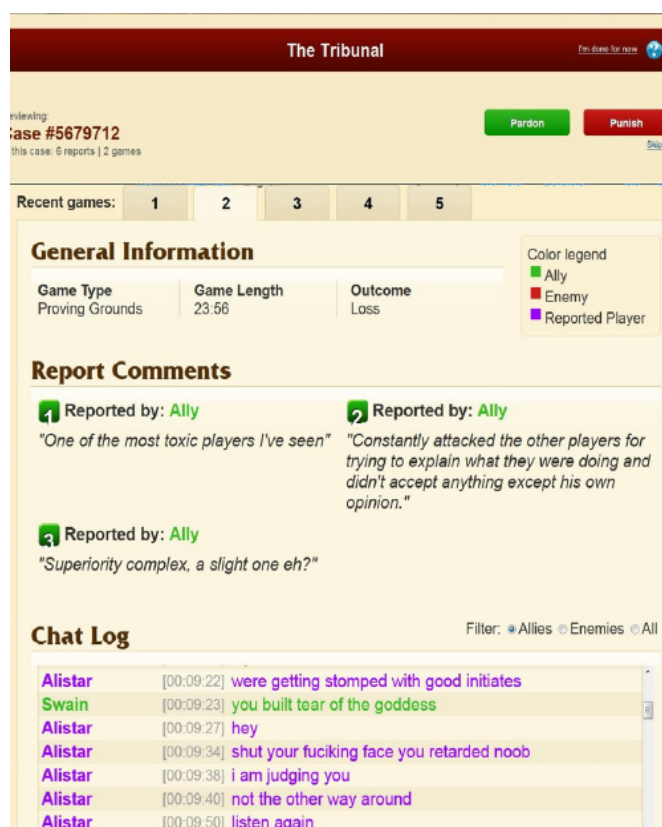 The Tribunal
I'm done for now
eviewing:
Case #5679712
this case: 6 reports | 2 games
Pardon
Punish
Skip
Recent games: 1 2 3 4 5
General Information
Game Type Game Length Outcome
Proving Grounds 23:56 Loss
Color legend
Ally
Enemy
Reported Player
Report Comments
1 Reported by: Ally
"One of the most toxic players I've seen"
2 Reported by: Ally
"Constantly attacked the other players for
trying to explain what they were doing and
didn't accept anything except his own
opinion."
3 Reported by: Ally
"Superiority complex, a slight one eh?"
Chat Log
Filter: Allies Enemies All
Alistar [00:09:22] were getting stomped with good initiates
Swain [00:09:23] you built tear of the goddess
Alistar [00:09:27] hey
Alistar [00:09:34] shut your fuciking face you retarded noob
Alistar [00:09:38] i am judging you
Alistar [00:09:40] not the other way around
Alistar [00:09:50] listen again